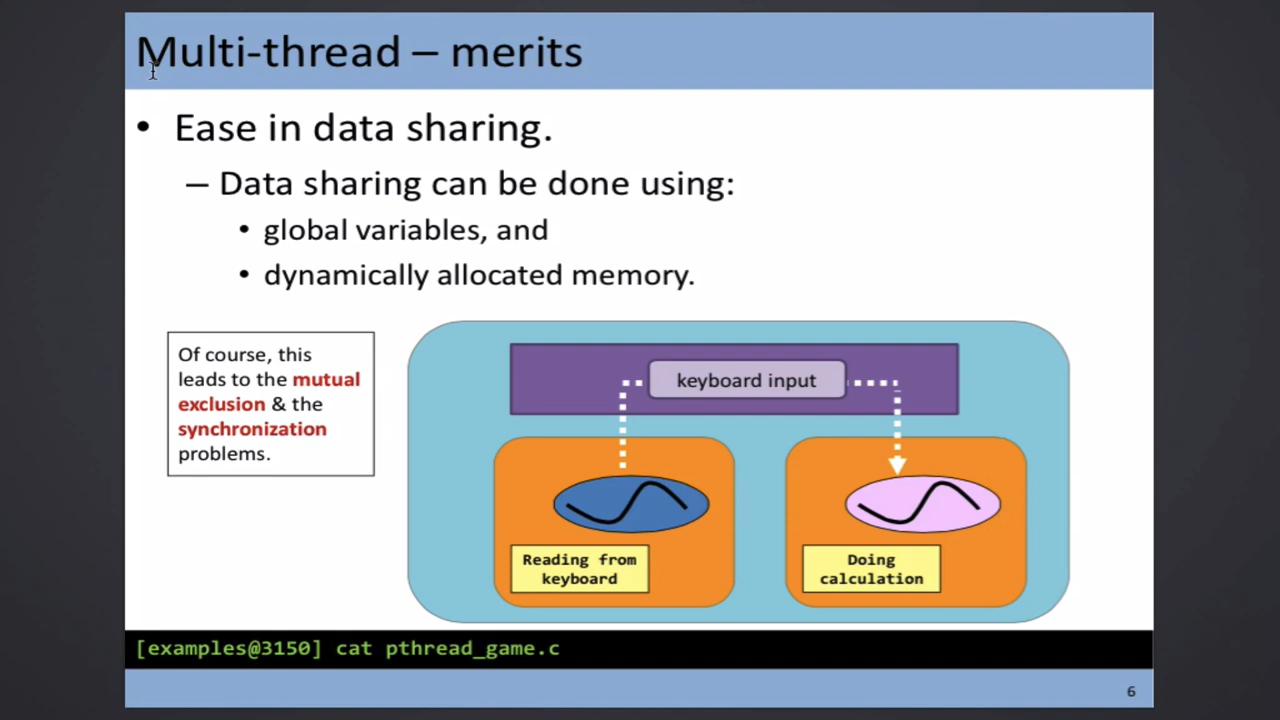 Multi-thread – merits
• Ease in data sharing.
– Data sharing can be done using:
• global variables, and
• dynamically allocated memory.
Of course, this
leads to the mutual
exclusion & the
synchronization
problems.
keyboard input
Reading from
keyboard
Doing
calculation
[examples@3150] cat pthread_game.c
6